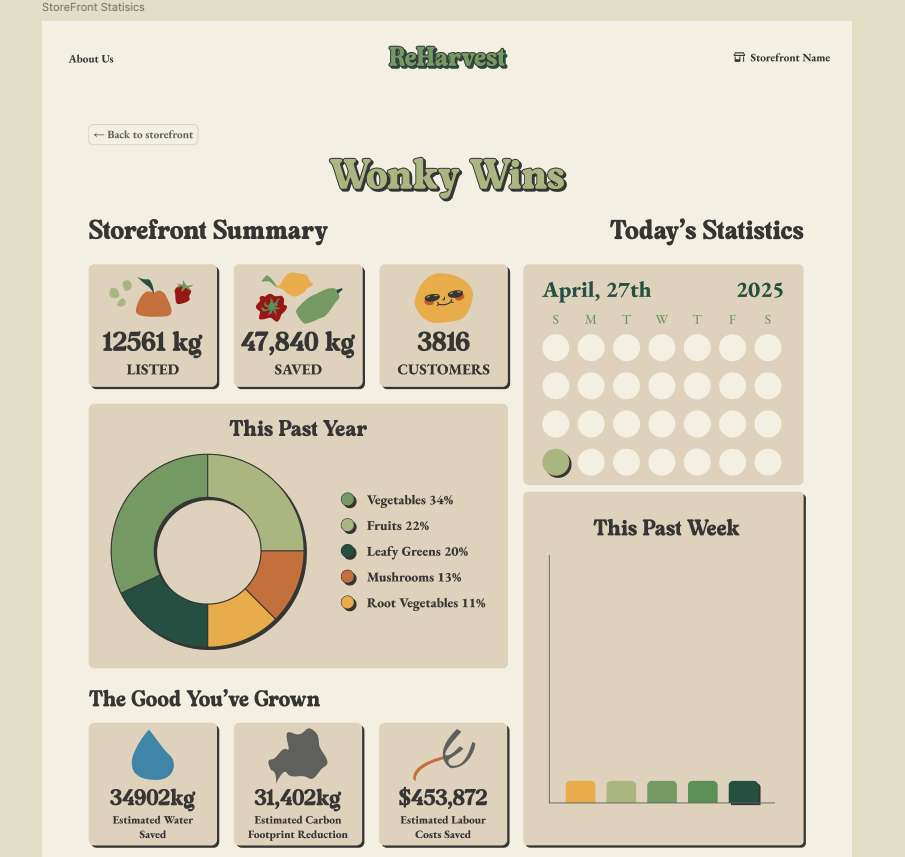 StoreFront Statisics
About Us
ReHarvest
Storefront Name
← Back to storefront
Wonky Wins
Storefront Summary
Today's Statistics
12561 kg
LISTED
47,840 kg
SAVED
3816
CUSTOMERS
April, 27th 2025
S M T W T F S
This Past Year
Vegetables 34%
Fruits 22%
Leafy Greens 20%
Mushrooms 13%
Root Vegetables 11%
This Past Week
The Good You've Grown
34902kg
Estimated Water
Saved
31,402kg
Estimated Carbon
Footprint Reduction
$453,872
Estimated Labour
Costs Saved